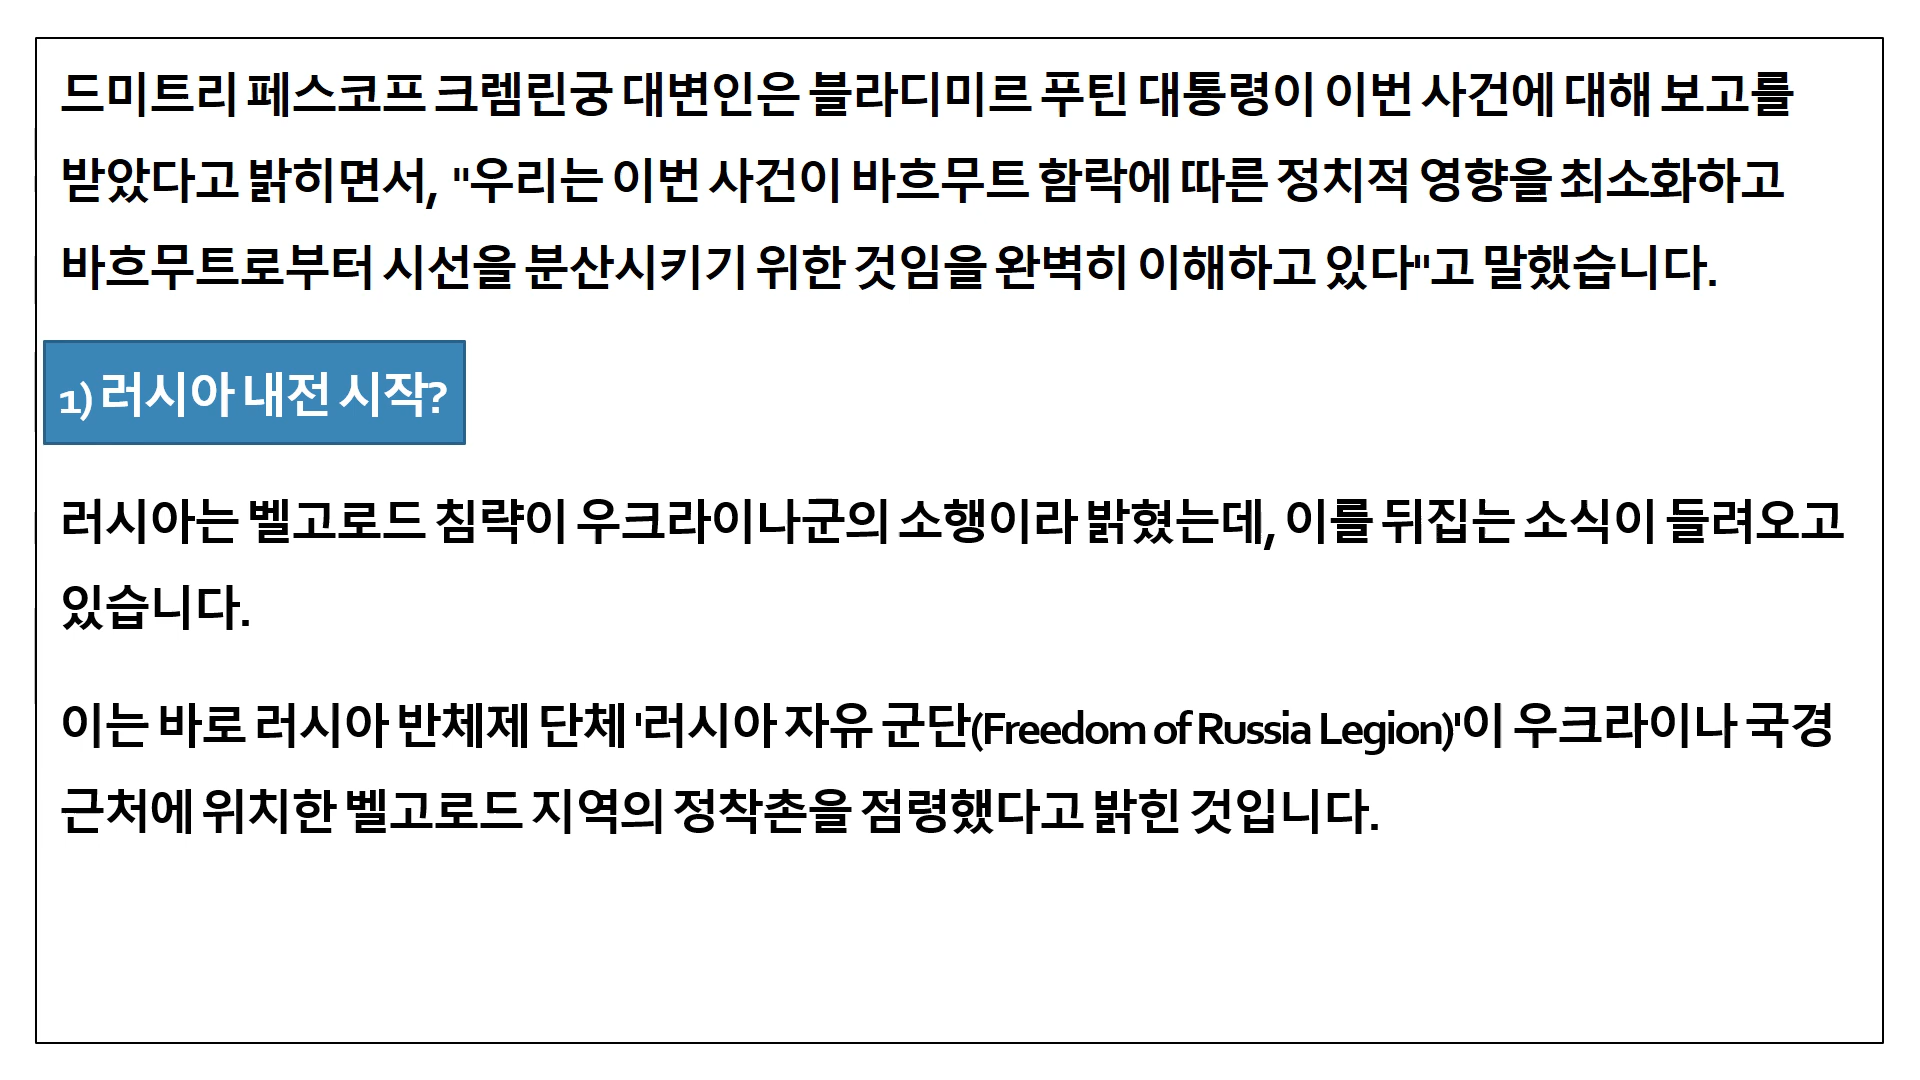 드미트리 페스코프 크렘린궁 대변인은 블라디미르 푸틴 대통령이 이번 사건에 대해 보고를
받았다고 밝히면서, "우리는 이번 사건이 바흐무트 함락에 따른 정치적 영향을 최소화하고
바흐무트로부터 시선을 분산시키기 위한 것임을 완벽히 이해하고 있다"고 말했습니다.
1) 러시아 내전 시작?
러시아는 벨고로드 침략이 우크라이나군의 소행이라 밝혔는데, 이를 뒤집는 소식이 들려오고
있습니다.
이는 바로 러시아 반체제 단체 '러시아 자유 군단(Freedom of Russia Legion)'이 우크라이나 국경
근처에 위치한 벨고로드 지역의 정착촌을 점령했다고 밝힌 것입니다.